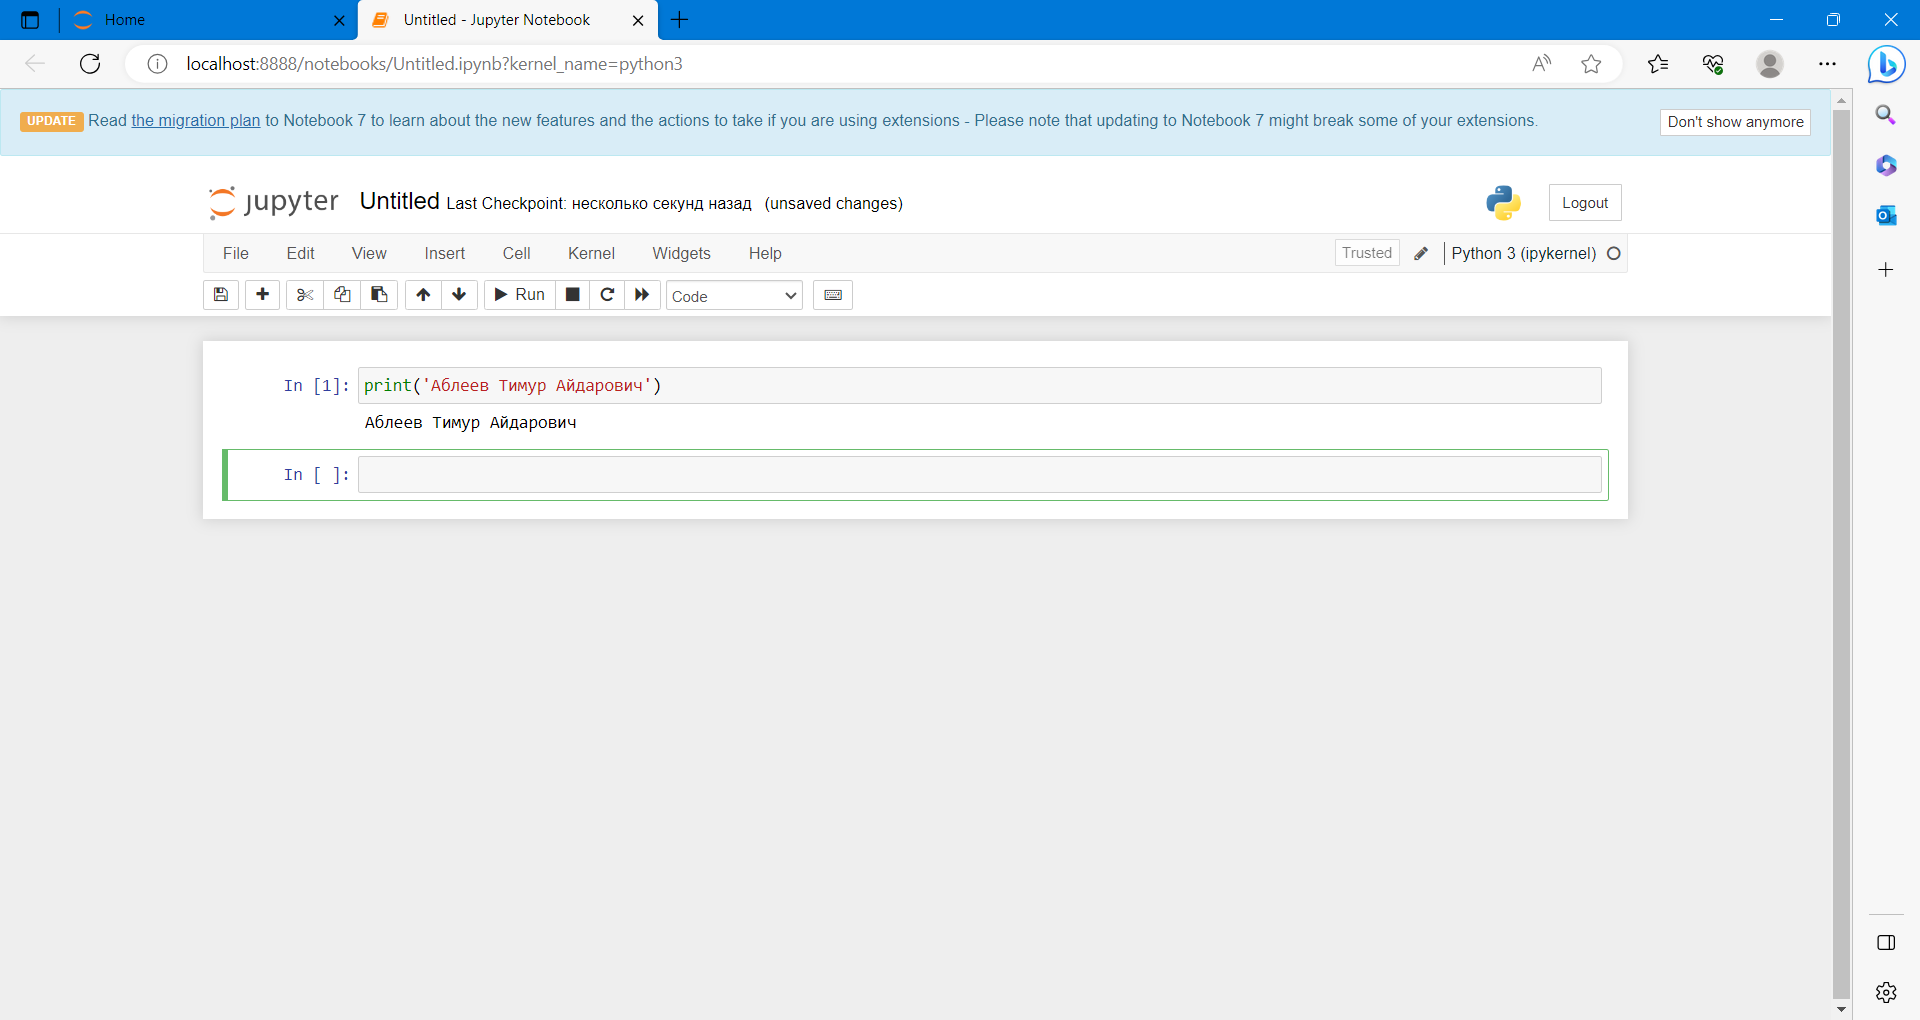 Home
Untitled - Jupyter Notebook
localhost:8888/notebooks/Untitled.ipynb?kernel_name=python3
UPDATE Read the migration plan to Notebook 7 to learn about the new features and the actions to take if you are using extensions - Please note that updating to Notebook 7 might break some of your extensions.
Don't show anymore
jupyter Untitled Last Checkpoint: несколько секунд назад (unsaved changes)
Logout
File Edit View Insert Cell Kernel Widgets Help
Trusted
Python 3 (ipykernel)
Run
Code
In [1]: print('Аблеев Тимур Айдарович')
Аблеев Тимур Айдарович
In [ ]: